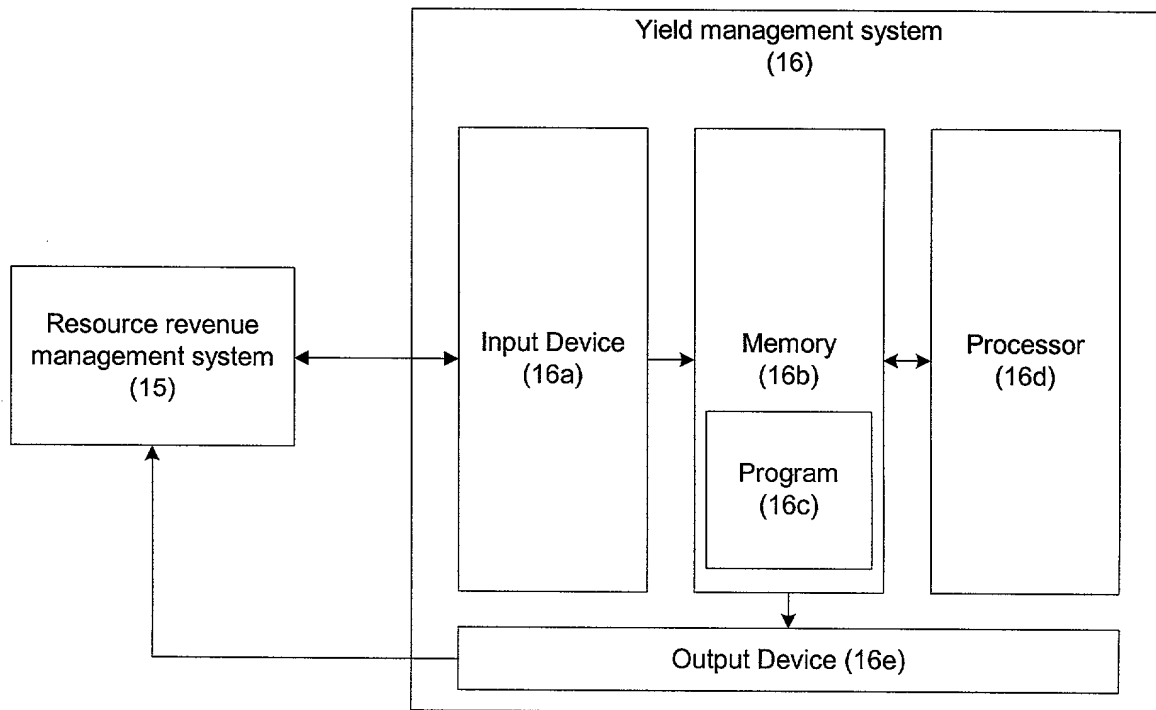 Yield management system
(16)
Resource revenue
management system
(15)
Input Device
(16a)
Memory
(16b)
Processor
(16d)
Program
(16c)
Output Device (16e)